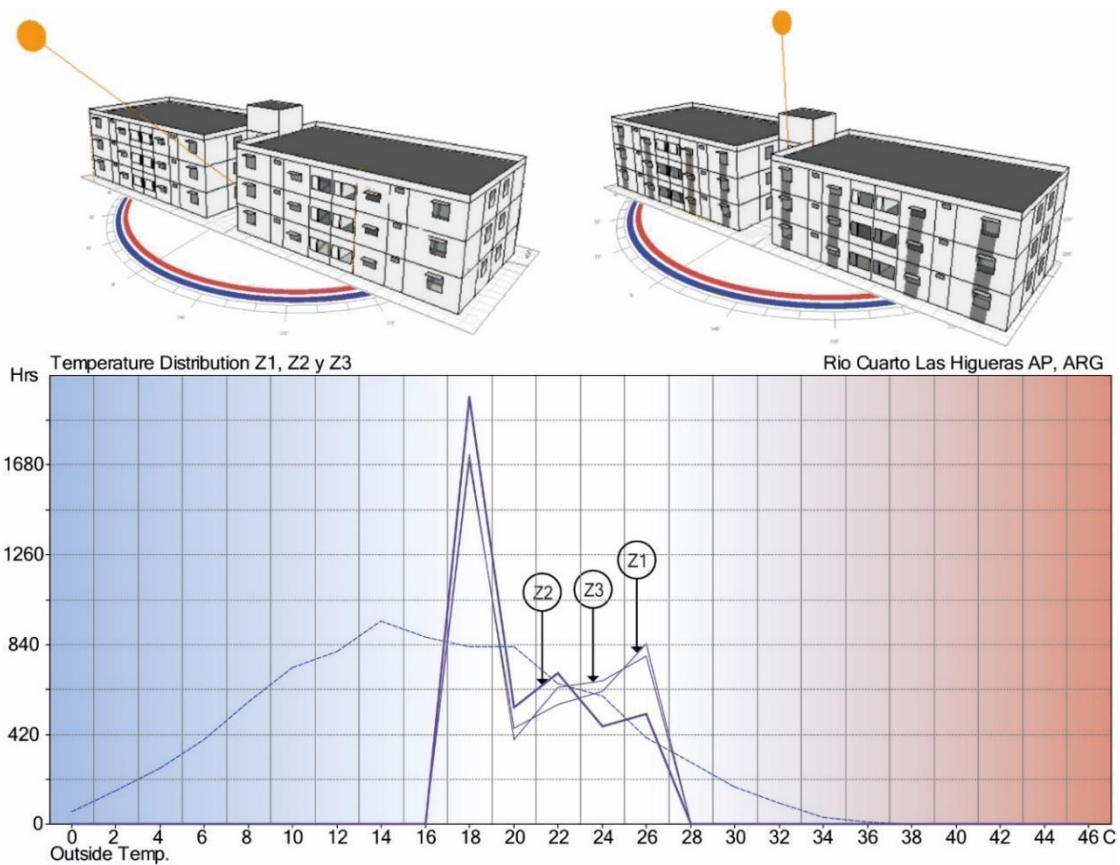 Temperature Distribution Z1, Z2 y Z3
Rio Cuarto Las Higueras AP, ARG
Hrs
1680
1260
840
420
0
Z2
Z3
Z1
0 2 4 6 8 10 12 14 16 18 20 22 24 26 28 30 32 34 36 38 40 42 44 46 C
Outside Temp.